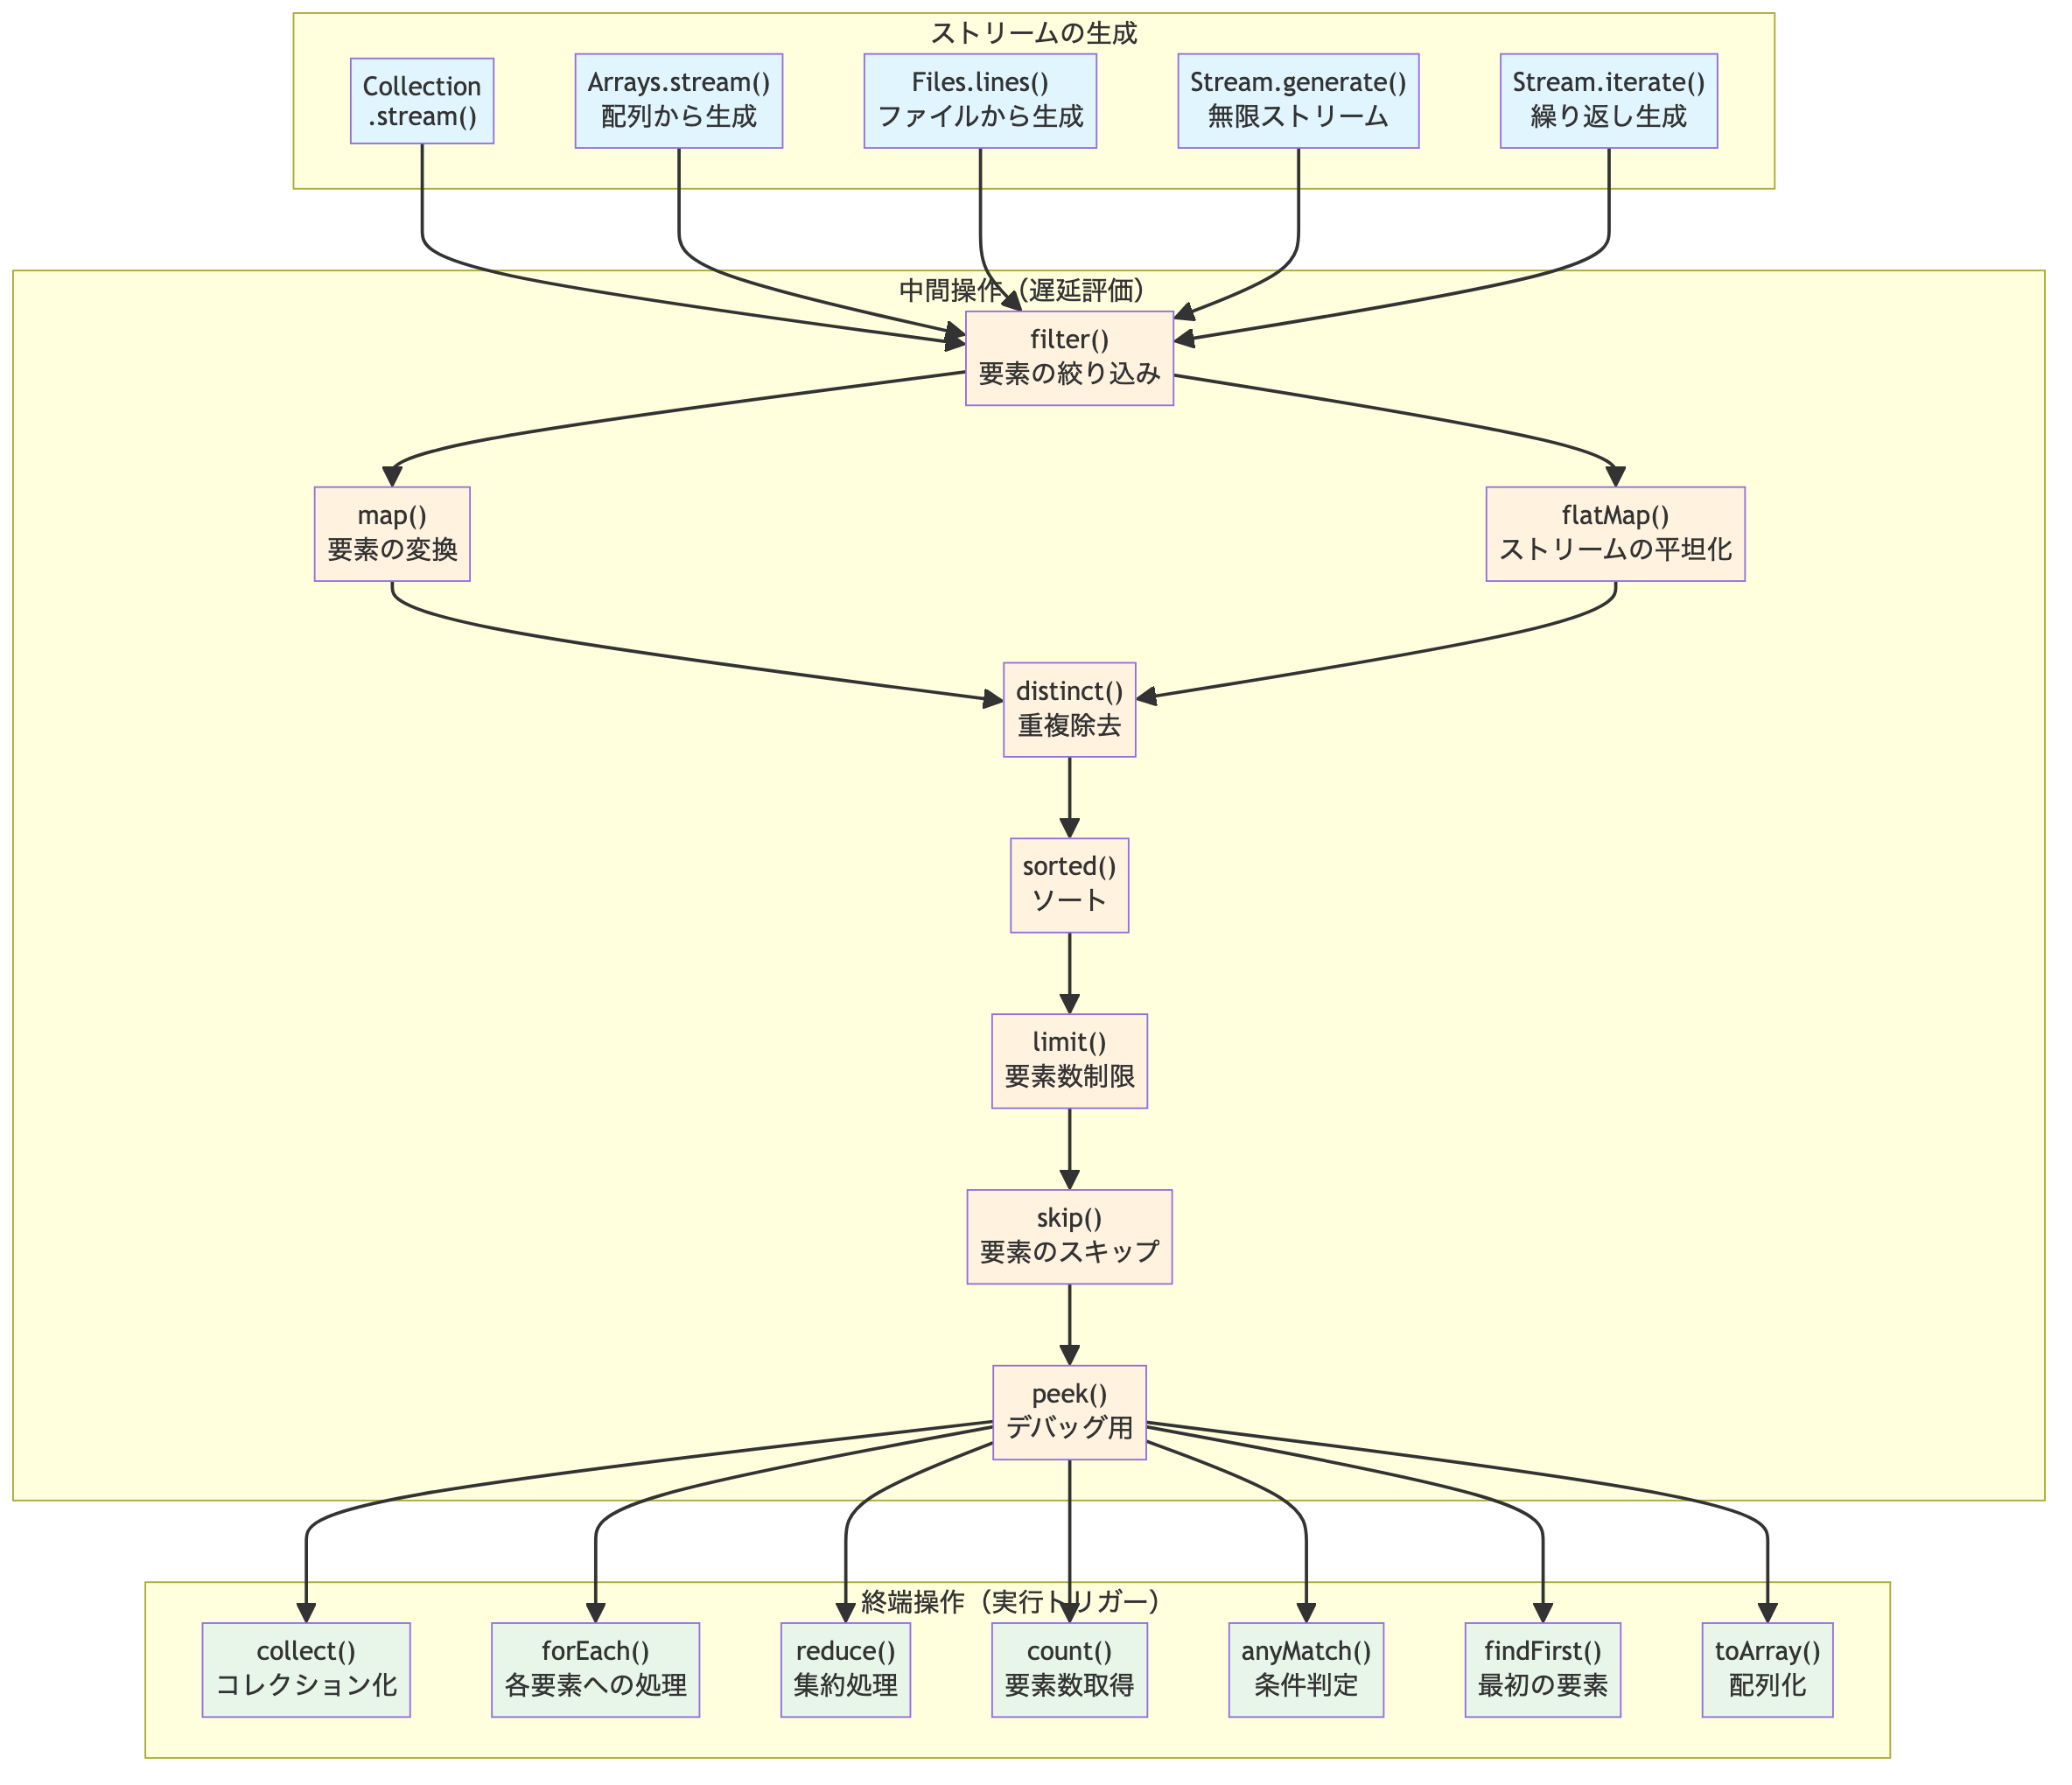 ストリームの生成
Collection
.stream()
Arrays.stream()
配列から生成
Files.lines()
ファイルから生成
Stream.generate()
無限ストリーム
Stream.iterate()
繰り返し生成
中間操作（遅延評価）
filter()
要素の絞り込み
map()
要素の変換
flatMap()
ストリームの平坦化
distinct()
重複除去
sorted()
ソート
limit()
要素数制限
skip()
要素のスキップ
peek()
デバッグ用
終端操作（実行トリガー）
collect()
コレクション化
forEach()
各要素への処理
reduce()
集約処理
count()
要素数取得
anyMatch()
条件判定
findFirst()
最初の要素
toArray()
配列化